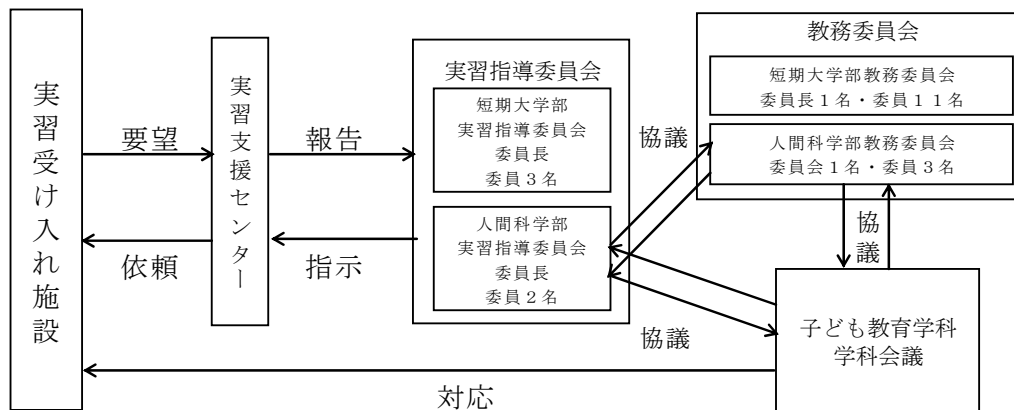 実習受け入れ施設
要望
依頼
実習支援センター
報告
指示
実習指導委員会
短期大学部
実習指導委員会
委員長
委員３名
人間科学部
実習指導委員会
委員長
委員２名
協議
協議
教務委員会
短期大学部教務委員会
委員長１名・委員１１名
人間科学部教務委員会
委員会１名・委員３名
協議
子ども教育学科
学科会議
対応